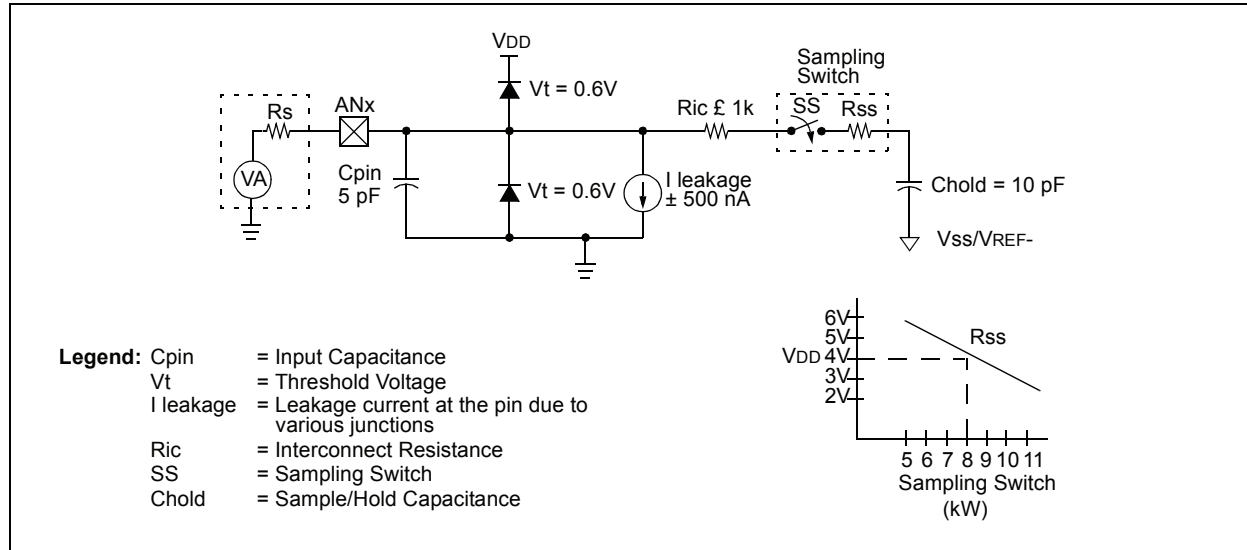 VDD
Sampling
Switch
Vt = 0.6V
Rs
ANx
Ric £ 1k
SS
Rss
VA
Cpin
5 pF
Vt = 0.6V
I leakage
± 500 nA
Chold = 10 pF
Vss/VREF-
6V
5V
VDD 4V
3V
2V
Rss
5 6 7 8 9 10 11
Sampling Switch
(kW)
Legend: Cpin = Input Capacitance
Vt = Threshold Voltage
I leakage = Leakage current at the pin due to
various junctions
Ric = Interconnect Resistance
SS = Sampling Switch
Chold = Sample/Hold Capacitance